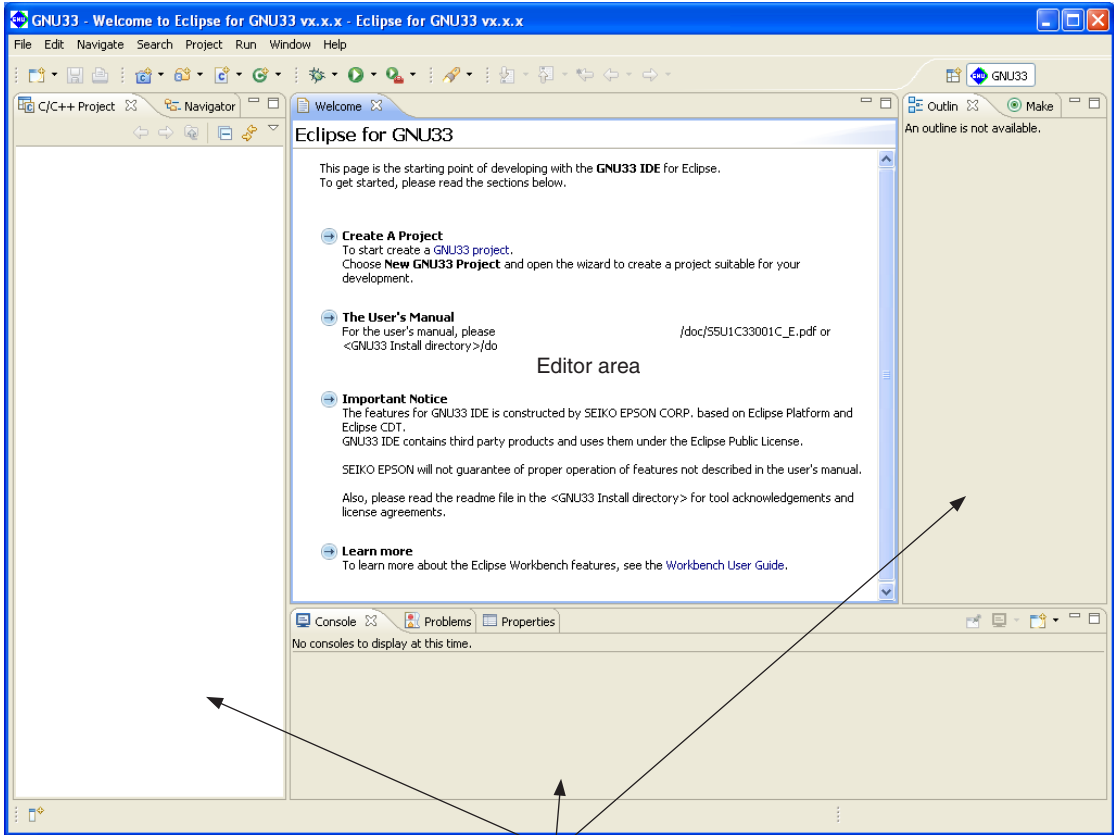 GNU33 - Welcome to Eclipse for GNU33 vx.x.x - Eclipse for GNU33 vx.x.x
File Edit Navigate Search Project Run Window Help
GNU33
C/C++ Project
Navigator
Welcome
Outlin
Make
An outline is not available.
Eclipse for GNU33
This page is the starting point of developing with the GNU33 IDE for Eclipse.
To get started, please read the sections below.
Create A Project
To start create a GNU33 project.
Choose New GNU33 Project and open the wizard to create a project suitable for your
development.
The User's Manual
For the user's manual, please /doc/S5U1C33001C_E.pdf or
<GNU33 Install directory>/do
Editor area
Important Notice
The features for GNU33 IDE is constructed by SEIKO EPSON CORP. based on Eclipse Platform and
Eclipse CDT.
GNU33 IDE contains third party products and uses them under the Eclipse Public License.
SEIKO EPSON will not guarantee of proper operation of features not described in the user's manual.
Also, please read the readme file in the <GNU33 Install directory> for tool acknowledgements and
license agreements.
Learn more
To learn more about the Eclipse Workbench features, see the Workbench User Guide.
Console
Problems
Properties
No consoles to display at this time.